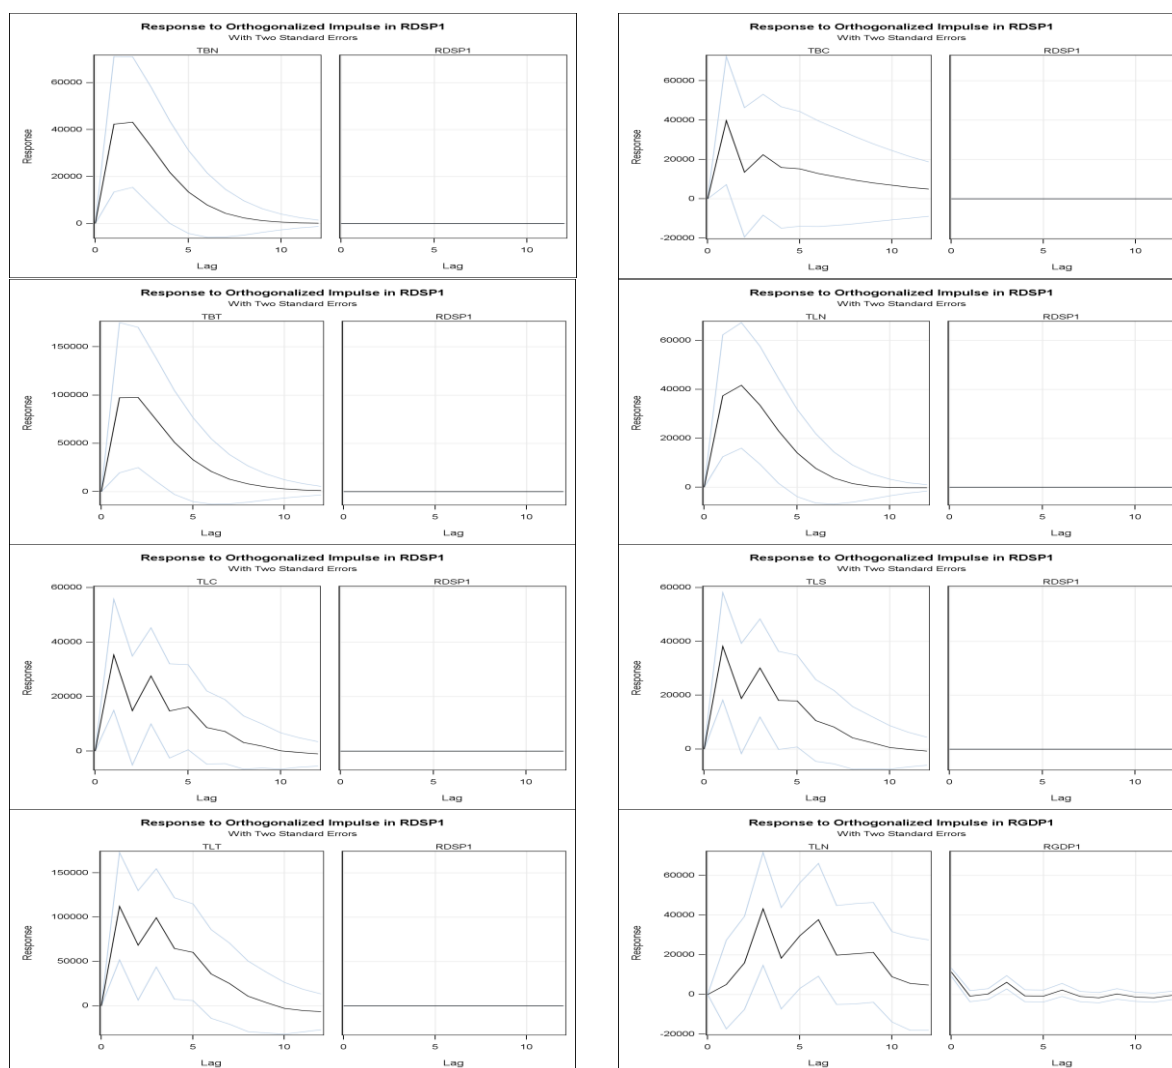 Response to Orthogonalized Impulse in RDSP1
With Two Standard Errors
TBN RDSP1
60000
40000
20000
0
Response
0 5 10 0 5 10
Lag Lag
Response to Orthogonalized Impulse in RDSP1
With Two Standard Errors
TBC RDSP1
60000
40000
20000
0
-20000
Response
0 5 10 0 5 10
Lag Lag
Response to Orthogonalized Impulse in RDSP1
With Two Standard Errors
TBT RDSP1
150000
100000
50000
0
Response
0 5 10 0 5 10
Lag Lag
Response to Orthogonalized Impulse in RDSP1
With Two Standard Errors
TLN RDSP1
60000
40000
20000
0
Response
0 5 10 0 5 10
Lag Lag
Response to Orthogonalized Impulse in RDSP1
With Two Standard Errors
TLC RDSP1
60000
40000
20000
0
Response
0 5 10 0 5 10
Lag Lag
Response to Orthogonalized Impulse in RDSP1
With Two Standard Errors
TLS RDSP1
60000
40000
20000
0
Response
0 5 10 0 5 10
Lag Lag
Response to Orthogonalized Impulse in RDSP1
With Two Standard Errors
TLT RDSP1
150000
100000
50000
0
Response
0 5 10 0 5 10
Lag Lag
Response to Orthogonalized Impulse in RGDP1
With Two Standard Errors
TLN RGDP1
60000
40000
20000
0
-20000
Response
0 5 10 0 5 10
Lag Lag